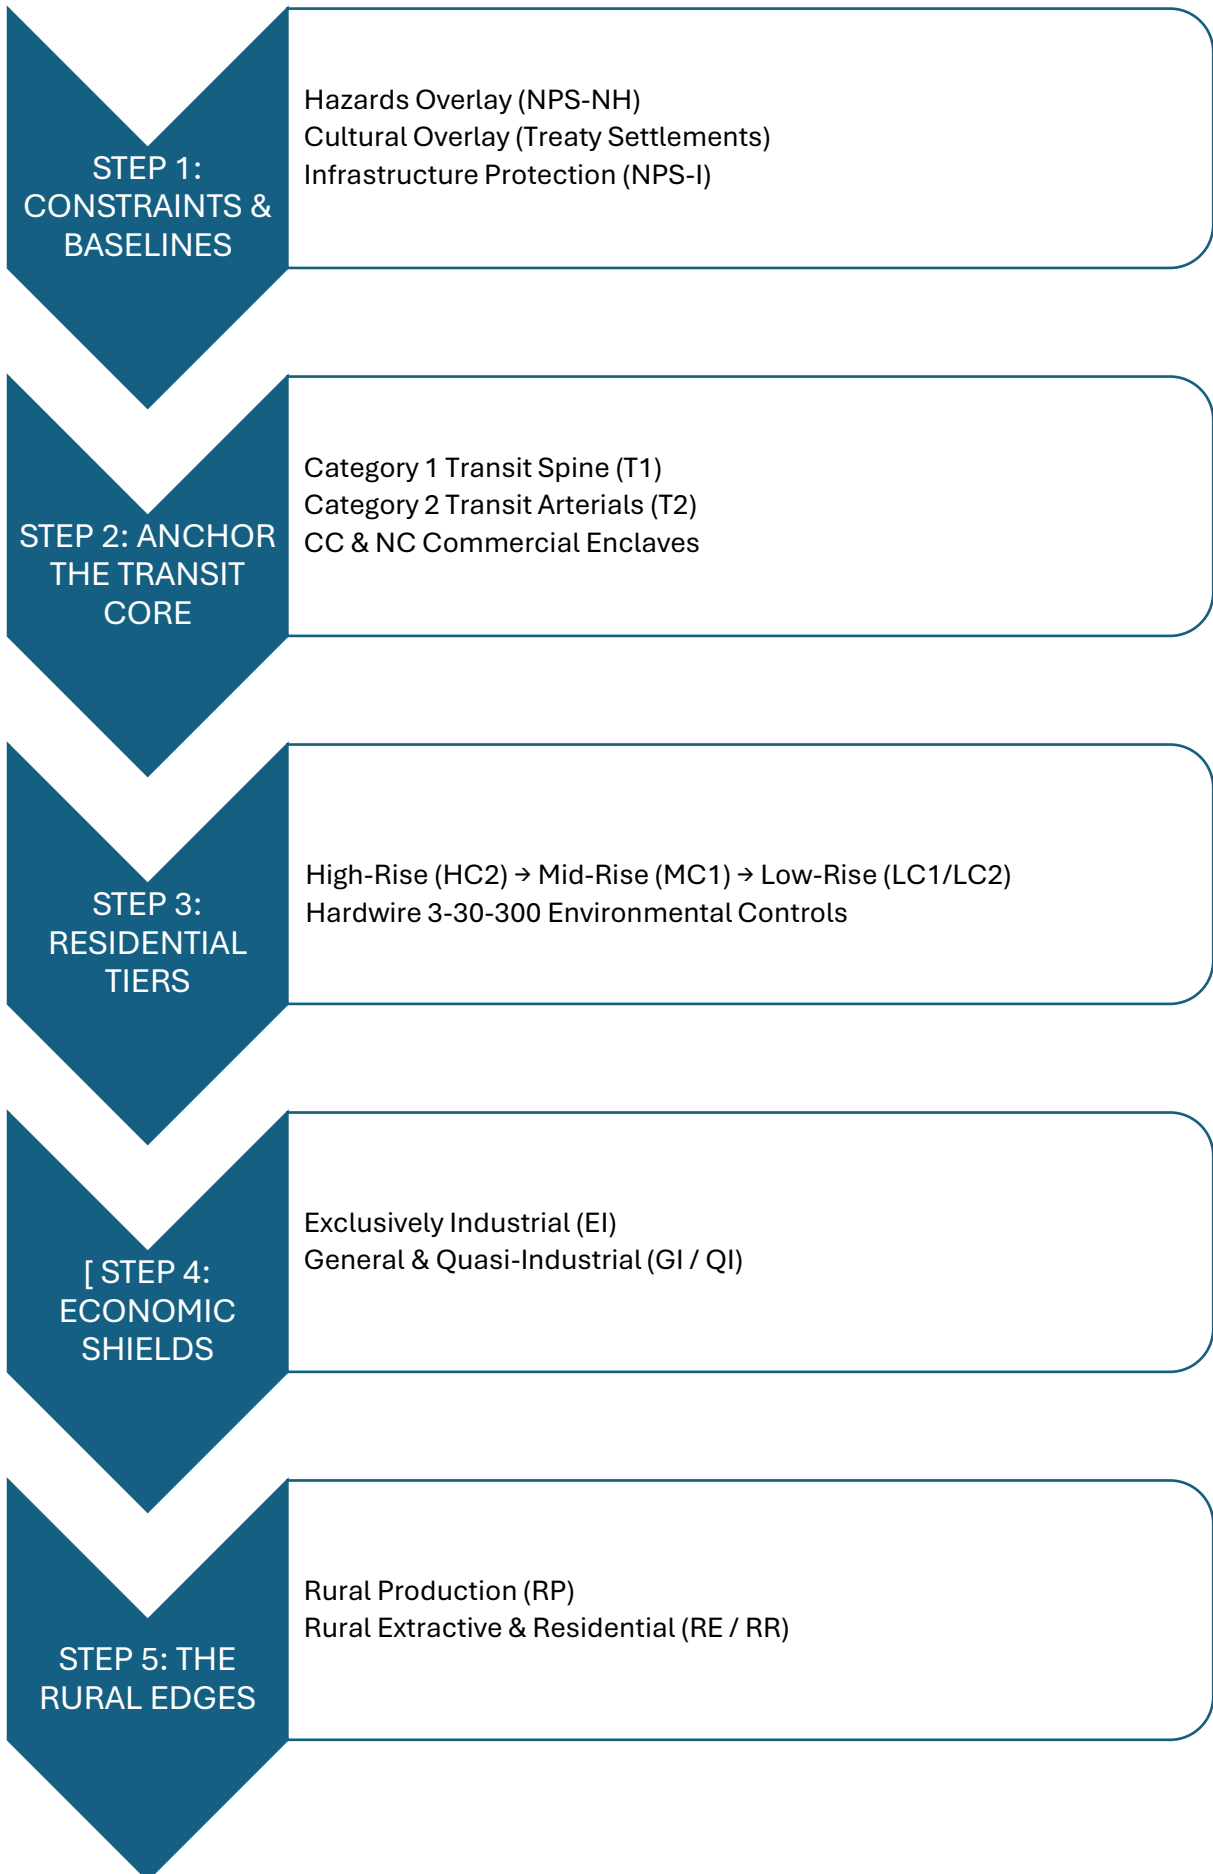 STEP 1:
CONSTRAINTS &
BASELINES
Hazards Overlay (NPS-NH)
Cultural Overlay (Treaty Settlements)
Infrastructure Protection (NPS-I)
STEP 2: ANCHOR
THE TRANSIT
CORE
Category 1 Transit Spine (T1)
Category 2 Transit Arterials (T2)
CC & NC Commercial Enclaves
STEP 3:
RESIDENTIAL
TIERS
High-Rise (HC2) → Mid-Rise (MC1) → Low-Rise (LC1/LC2)
Hardwire 3-30-300 Environmental Controls
[ STEP 4:
ECONOMIC
SHIELDS
Exclusively Industrial (EI)
General & Quasi-Industrial (GI / QI)
STEP 5: THE
RURAL EDGES
Rural Production (RP)
Rural Extractive & Residential (RE / RR)